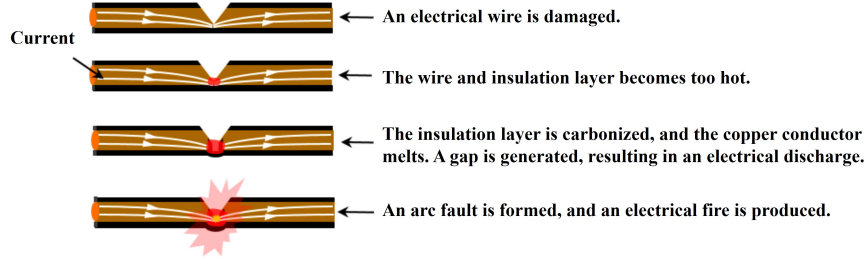 An electrical wire is damaged.
Current
The wire and insulation layer becomes too hot.
The insulation layer is carbonized, and the copper conductor
melts. A gap is generated, resulting in an electrical discharge.
An arc fault is formed, and an electrical fire is produced.